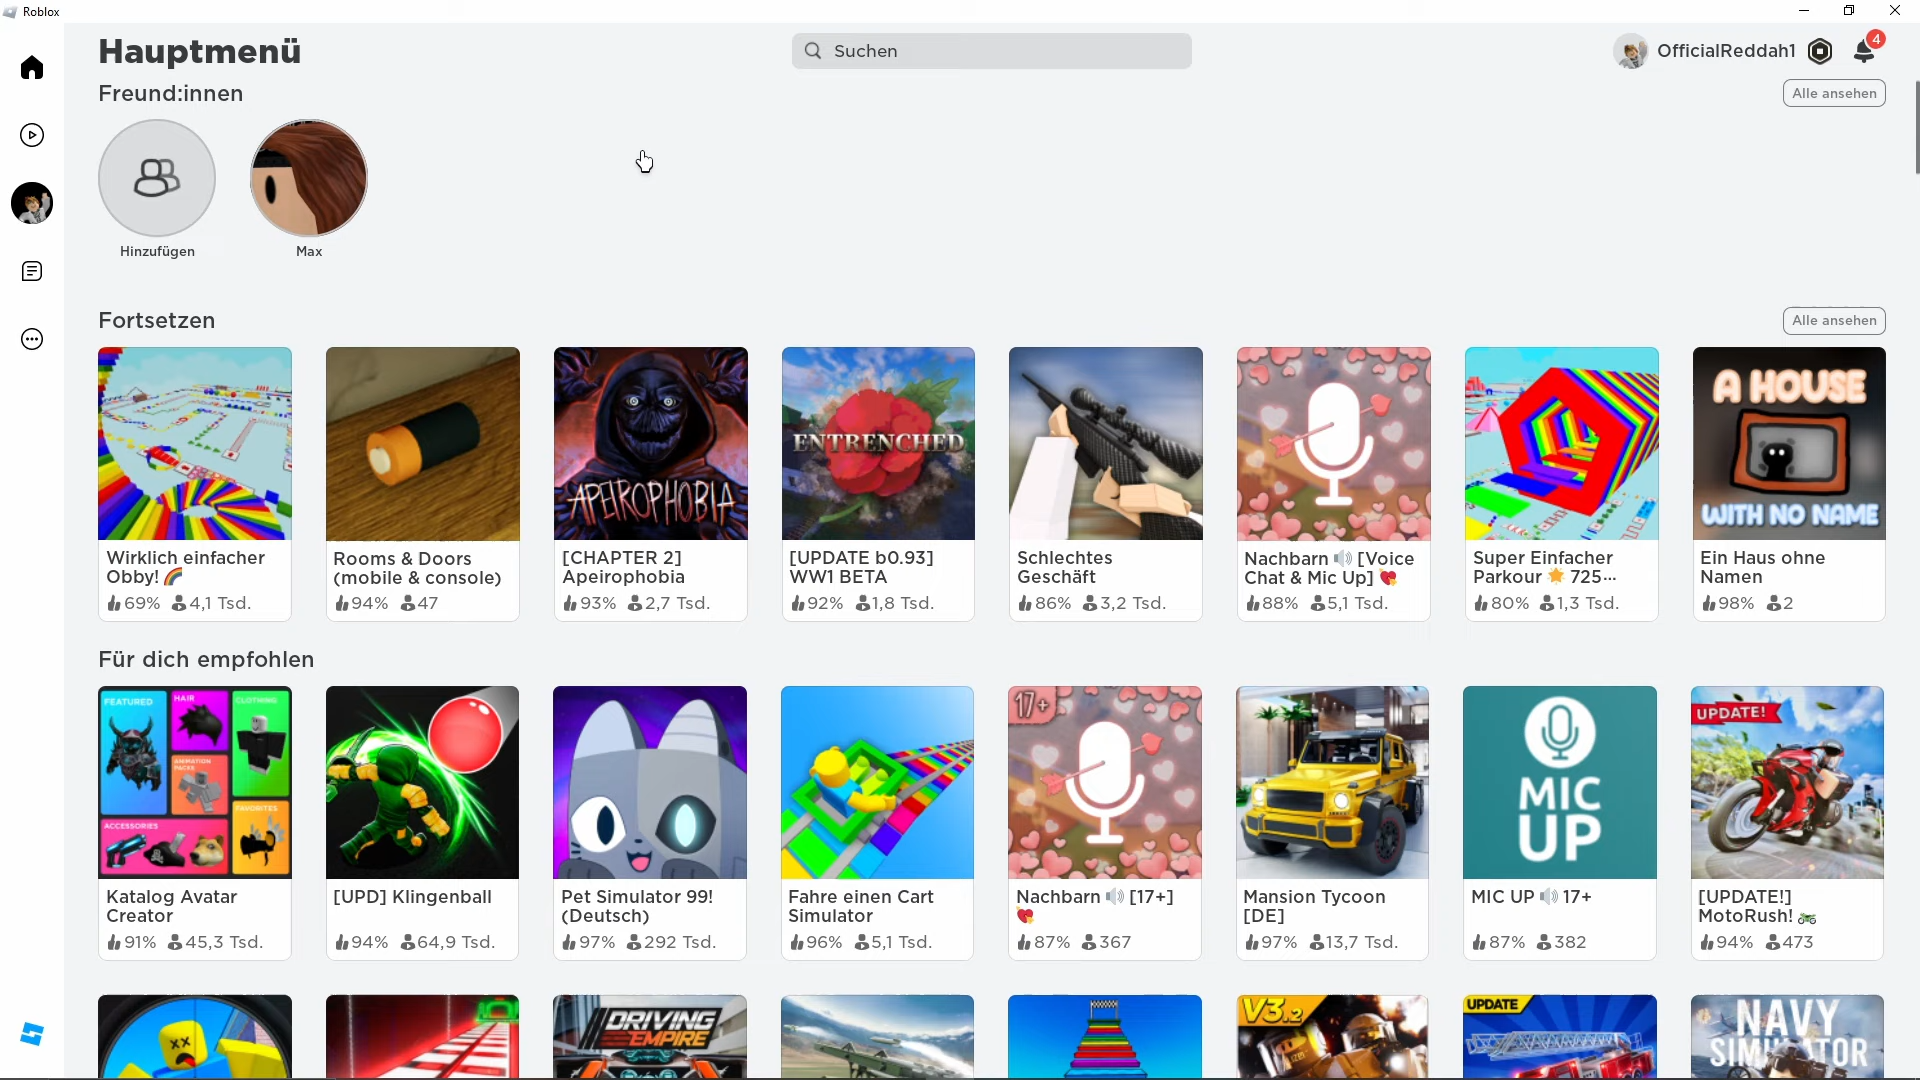 Roblox
Hauptmenü
Suchen
OfficialReddah1
4
Freund:innen
Alle ansehen
Hinzufügen
Max
Fortsetzen
Alle ansehen
ENTRENCHED
APEIROPHOBIA
A HOUSE
WITH NO NAME
Wirklich einfacher
Obby! 🌈
69% 4,1 Tsd.
Rooms & Doors
(mobile & console)
94% 47
[CHAPTER 2]
Apeirophobia
93% 2,7 Tsd.
[UPDATE b0.93]
WW1 BETA
92% 1,8 Tsd.
Schlechtes
Geschäft
86% 3,2 Tsd.
Nachbarn 🔊 [Voice
Chat & Mic Up] 💘
88% 5,1 Tsd.
Super Einfacher
Parkour 🌟 725...
80% 1,3 Tsd.
Ein Haus ohne
Namen
98% 2
Für dich empfohlen
FEATURED
HAIR
CLOTHING
ANIMATION
PACKS
FAVORITES
ACCESSORIES
17+
MIC
UP
UPDATE!
Katalog Avatar
Creator
91% 45,3 Tsd.
[UPD] Klingenball
94% 64,9 Tsd.
Pet Simulator 99!
(Deutsch)
97% 292 Tsd.
Fahre einen Cart
Simulator
96% 5,1 Tsd.
Nachbarn 🔊 [17+]
💘
87% 367
Mansion Tycoon
[DE]
97% 13,7 Tsd.
MIC UP 🔊 17+
87% 382
[UPDATE!]
MotoRush! 🏍️
94% 473
DRIVING
EMPIRE
V3.2
UPDATE
NAVY
SIMULATOR